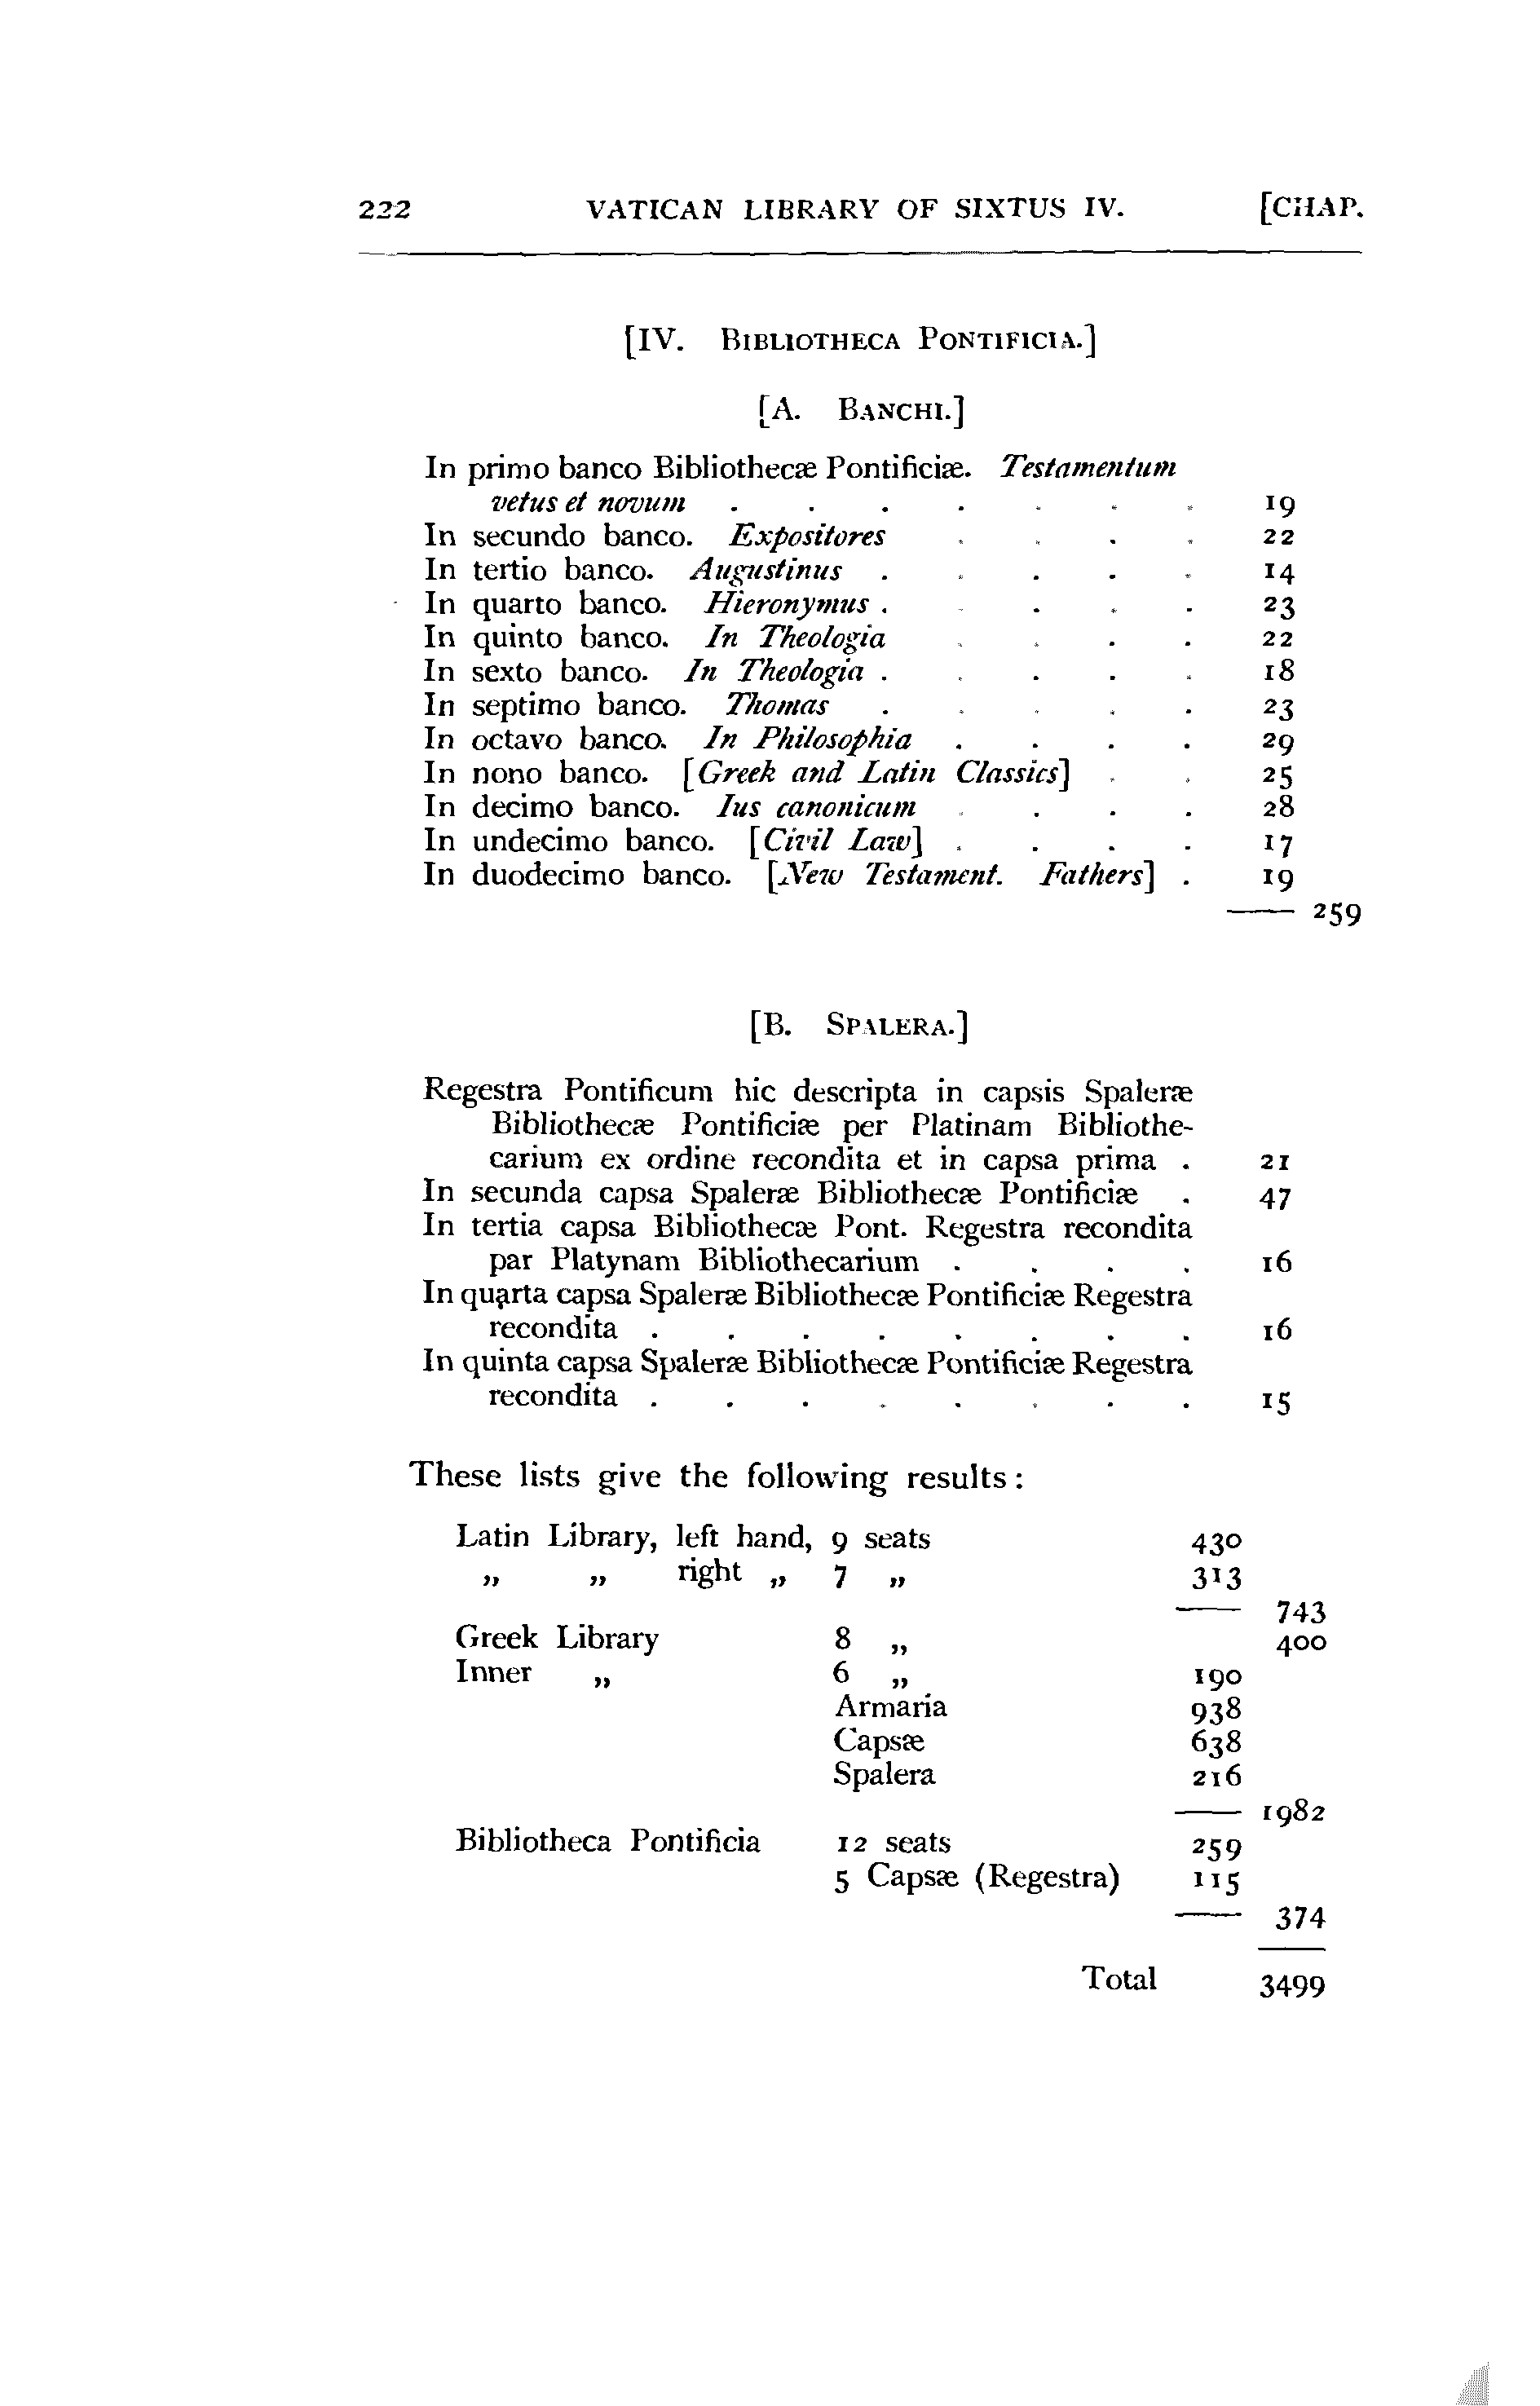 222 VATICAN LIBRARY OF SIXTUS IV. [CHAP.
[IV. BIBLIOTHECA PONTIFICIA.]
[A. BANCHI.]
In primo banco Bibliothecæ Pontificiæ. Testamentum
vetus et novum . . . . . . . 19
In secundo banco. Expositores . . . . 22
In tertio banco. Augustinus . . . . . 14
In quarto banco. Hieronymus . . . . . 23
In quinto banco. In Theologia . . . . 22
In sexto banco. In Theologia . . . . . 18
In septimo banco. Thomas . . . . . 23
In octavo banco. In Philosophia . . . . 29
In nono banco. [Greek and Latin Classics] . . 25
In decimo banco. Ius canonicum . . . . 28
In undecimo banco. [Civil Law] . . . . 17
In duodecimo banco. [New Testament. Fathers] . 19
—— 259
[B. SPALERA.]
Regestra Pontificum hic descripta in capsis Spaleræ
Bibliothecæ Pontificiæ per Platinam Bibliothe-
carium ex ordine recondita et in capsa prima . 21
In secunda capsa Spaleræ Bibliothecæ Pontificiæ . 47
In tertia capsa Bibliothecæ Pont. Regestra recondita
par Platynam Bibliothecarium . . . . 16
In quarta capsa Spaleræ Bibliothecæ Pontificiæ Regestra
recondita . . . . . . . . 16
In quinta capsa Spaleræ Bibliothecæ Pontificiæ Regestra
recondita . . . . . . . . 15
These lists give the following results:
Latin Library, left hand, 9 seats 430
„ „ right „ 7 „ 313
—— 743
Greek Library 8 „ 400
Inner „ 6 „ 190
Armaria 938
Capsæ 638
Spalera 216
—— 1982
Bibliotheca Pontificia 12 seats 259
5 Capsæ (Regestra) 115
—— 374
Total 3499